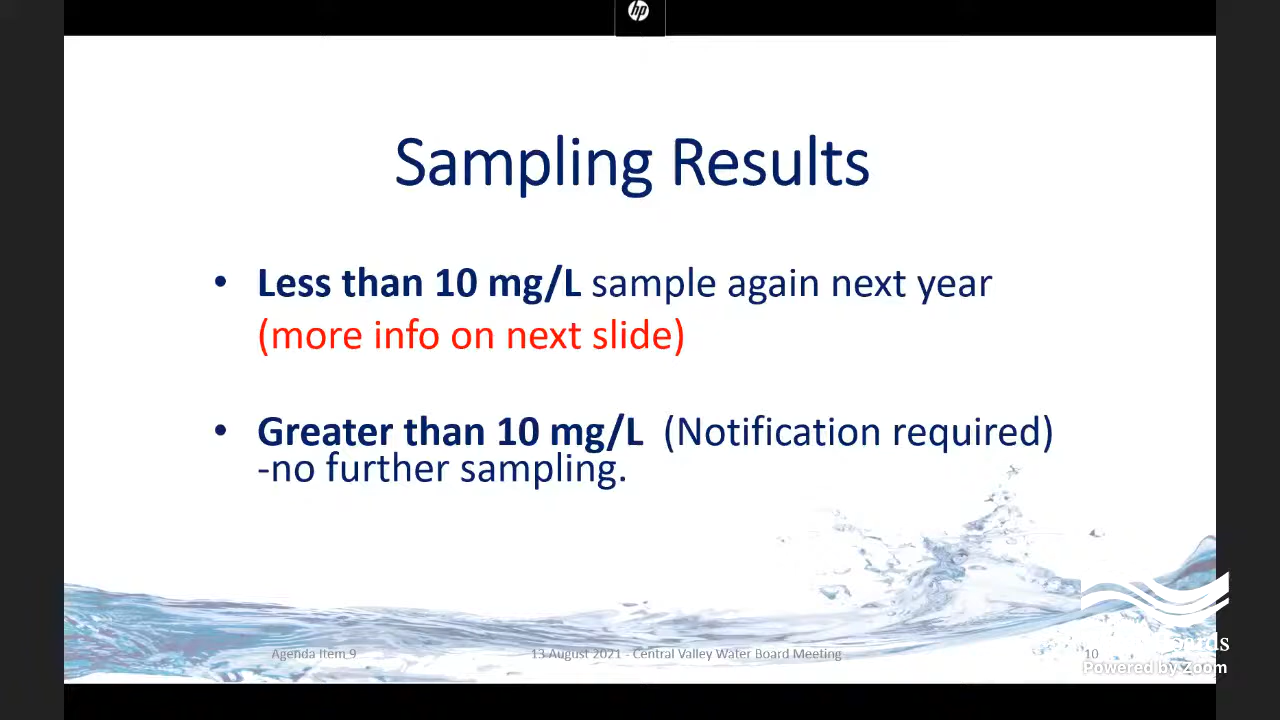 hp
Sampling Results
• Less than 10 mg/L sample again next year
(more info on next slide)
• Greater than 10 mg/L (Notification required)
-no further sampling.
Agenda Item 9
13 August 2021 - Central Valley Water Board Meeting
10
Powered by Zoom